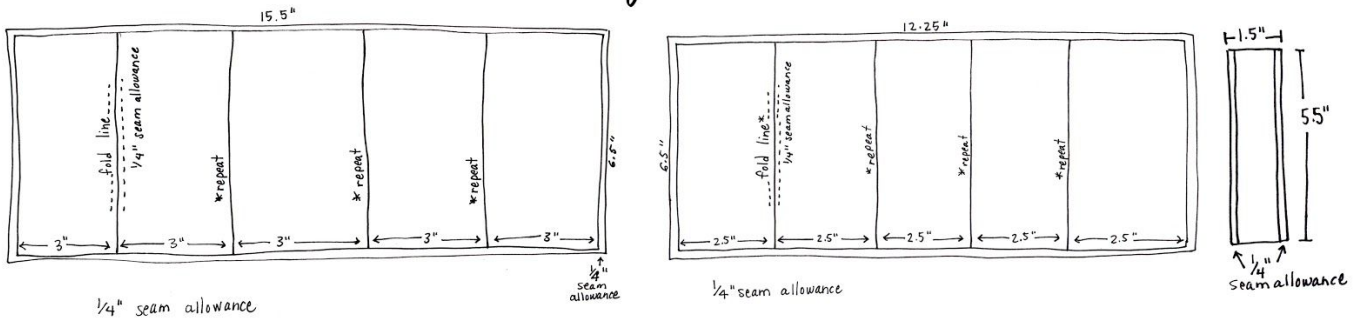 15.5"
fold line
1/4" seam allowance
*repeat
*repeat
*repeat
6.5"
3"
3"
3"
3"
3"
1/4"
seam
allowance
1/4" seam allowance
12.25"
6.5"
fold line*
1/4" seam allowance
*repeat
*repeat
*repeat
2.5"
2.5"
2.5"
2.5"
2.5"
1/4" seam allowance
1.5"
5.5"
1/4"
seam allowance